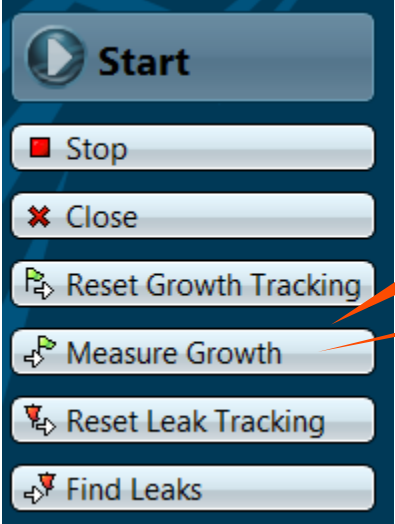 Start
Stop
Close
Reset Growth Tracking
Measure Growth
Reset Leak Tracking
Find Leaks